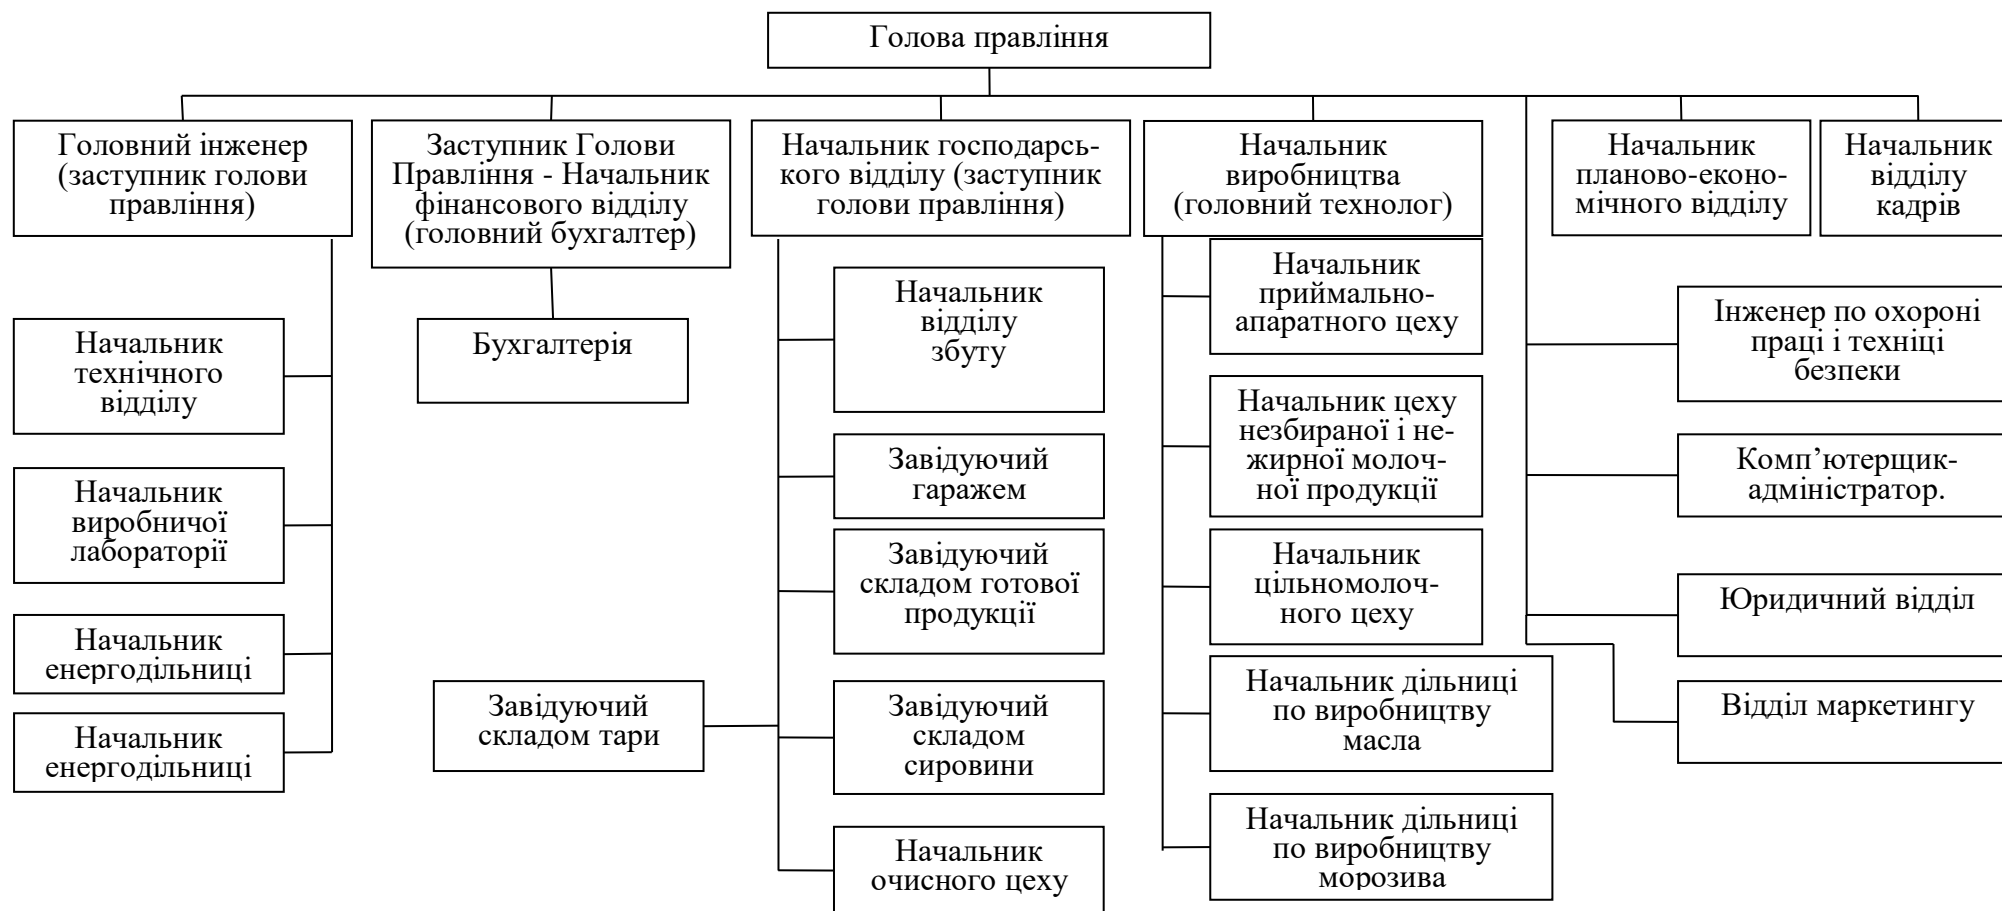 Голова правління
Головний інженер
(заступник голови
правління)
Заступник Голови
Правління - Начальник
фінансового відділу
(головний бухгалтер)
Начальник господарсь-
кого відділу (заступник
голови правління)
Начальник
виробництва
(головний технолог)
Начальник
планово-еконо-
мічного відділу
Начальник
відділу
кадрів
Начальник
технічного
відділу
Начальник
виробничої
лабораторії
Начальник
енергодільниці
Начальник
енергодільниці
Бухгалтерія
Начальник
відділу
збуту
Завідуючий
гаражем
Завідуючий
складом готової
продукції
Завідуючий
складом тари
Завідуючий
складом
сировини
Начальник
очисного цеху
Начальник
приймально-
апаратного цеху
Начальник цеху
незбираної і не-
жирної молоч-
ної продукції
Начальник
цільномолоч-
ного цеху
Начальник дільниці
по виробництву
масла
Начальник дільниці
по виробництву
морозива
Інженер по охороні
праці і техніці
безпеки
Комп’ютерщик-
адміністратор.
Юридичний відділ
Відділ маркетингу